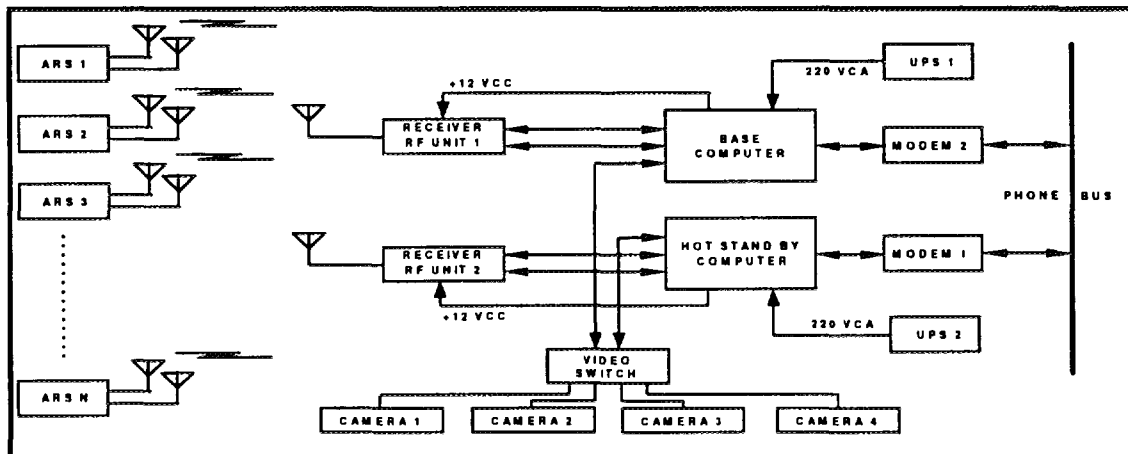 ARS 1
ARS 2
ARS 3
ARS N
+12 VCC
RECEIVER
RF UNIT 1
BASE
COMPUTER
220 VCA
UPS 1
MODEM 2
PHONE BUS
RECEIVER
RF UNIT 2
+12 VCC
HOT STAND BY
COMPUTER
MODEM 1
220 VCA
UPS 2
VIDEO
SWITCH
CAMERA 1
CAMERA 2
CAMERA 3
CAMERA 4